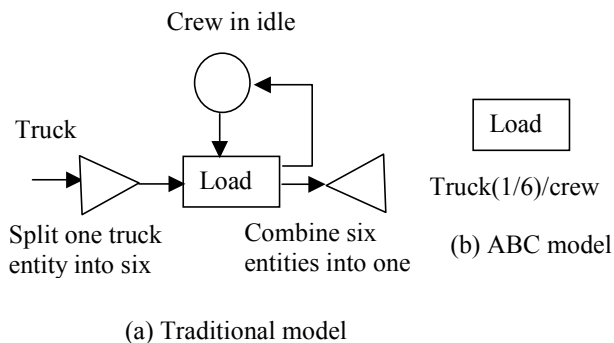 Crew in idle
Truck
Load
Split one truck
entity into six
Combine six
entities into one
(a) Traditional model
Load
Truck(1/6)/crew
(b) ABC model